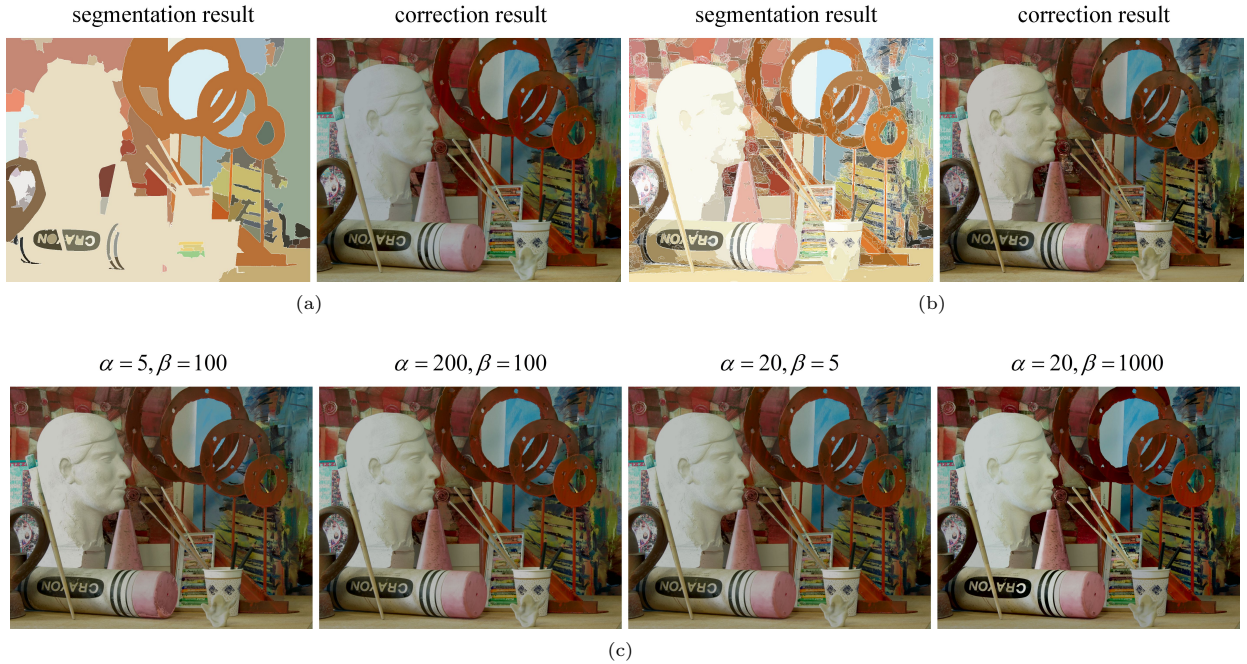 segmentation result
correction result
segmentation result
correction result
CRAYON
CRAYON
CRAYON
CRAYON
(a)
(b)
α = 5, β = 100
α = 200, β = 100
α = 20, β = 5
α = 20, β = 1000
CRAYON
CRAYON
CRAYON
CRAYON
(c)